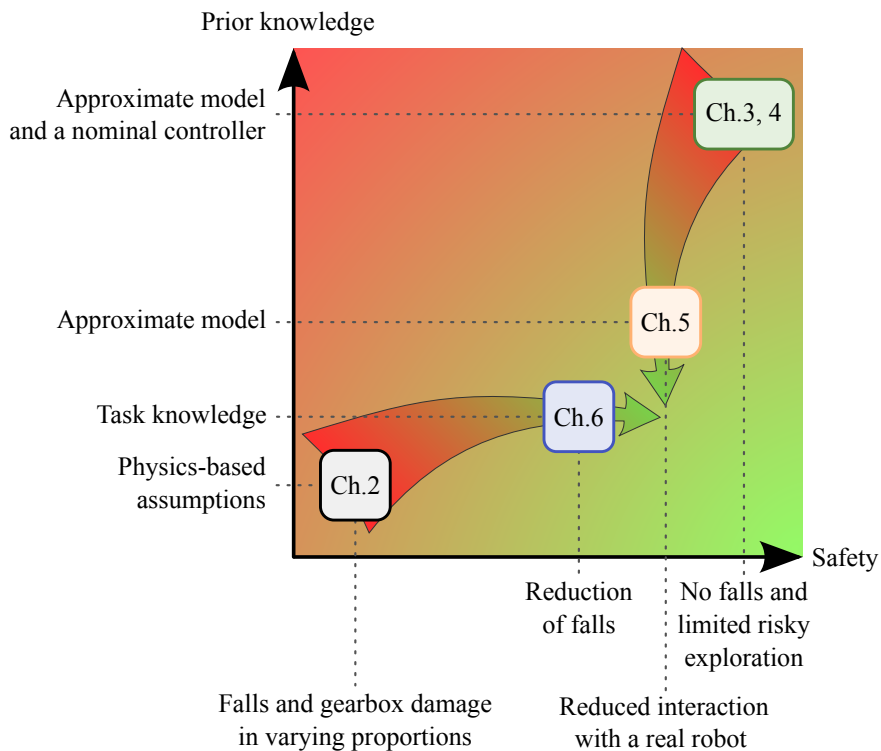 Prior knowledge
Approximate model
and a nominal controller
Ch.3, 4
Approximate model
Ch.5
Task knowledge
Ch.6
Physics-based
assumptions
Ch.2
Safety
Reduction
of falls
No falls and
limited risky
exploration
Falls and gearbox damage
in varying proportions
Reduced interaction
with a real robot